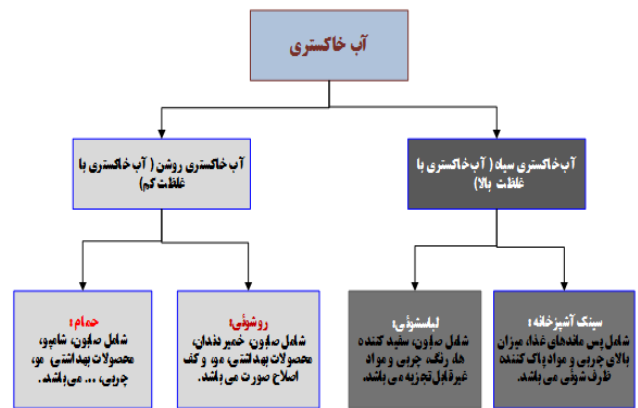 آب خاکستری
آب خاکستری سیاه ( آب خاکستری با
غلظت بالا)
آب خاکستری روشن ( آب خاکستری با
غلظت کم)
سینک آشپزخانه:
شامل پس ماندهای غذا، میزان
بالای چربی و مواد پاک کننده
ظرف شوئی می باشد.
لباسشوئی:
شامل صابون، سفید کننده
ها، رنگ، چربی و مواد
غیرقابل تجزیه می باشد.
روشوئی:
شامل صابون، خمیر دندان،
محصولات بهداشتی، مو، و کف
اصلاح صورت می باشد.
حمام:
شامل صابون، شامپو،
محصولات بهداشتی، مو،
چربی، ... می باشد.